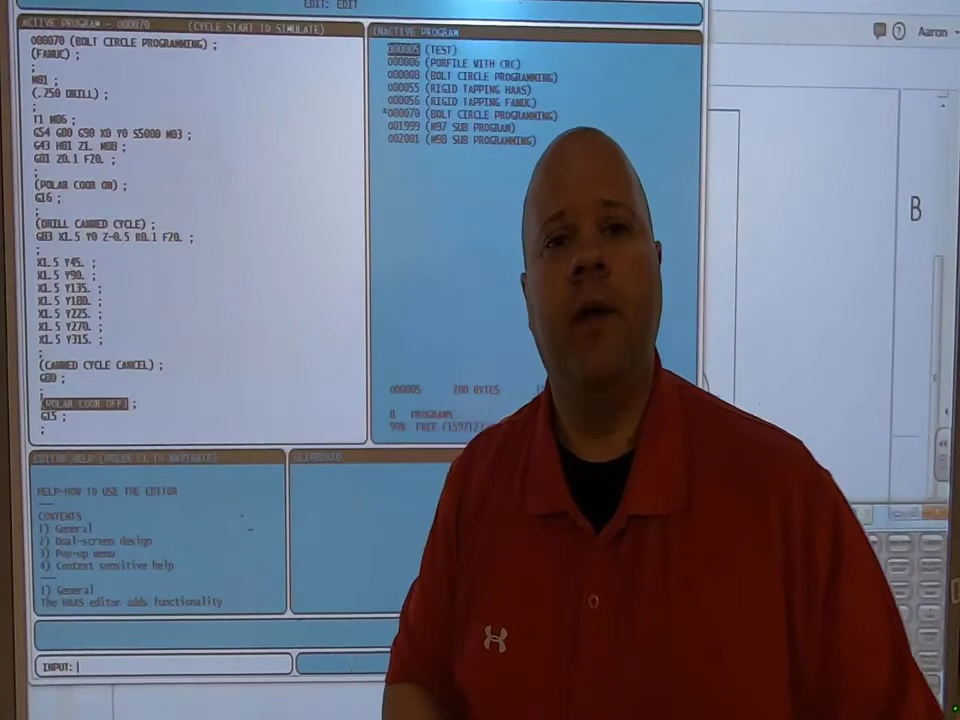 EDIT: EDIT
ACTIVE PROGRAM - O00070 (CYCLE START TO SIMULATE)
O00070 (BOLT CIRCLE PROGRAMMING) ;
(FANUC) ;
;
M01 ;
(.250 DRILL) ;
;
T1 M06 ;
G54 G00 G90 X0 Y0 S5000 M03 ;
G43 H01 Z1. M08 ;
G01 Z0.1 F20. ;
;
(POLAR COOR ON) ;
G16 ;
;
(DRILL CANNED CYCLE) ;
G83 X1.5 Y0 Z-0.5 R0.1 F20. ;
;
X1.5 Y45. ;
X1.5 Y90. ;
X1.5 Y135. ;
X1.5 Y180. ;
X1.5 Y225. ;
X1.5 Y270. ;
X1.5 Y315. ;
;
(CANNED CYCLE CANCEL) ;
G80 ;
;
(POLAR COOR OFF) ;
G15 ;
;
INACTIVE PROGRAM
O00005 (TEST)
O00006 (PORFILE WITH CRC)
O00008 (BOLT CIRCLE PROGRAMMING)
O00055 (RIGID TAPPING HAAS)
O00056 (RIGID TAPPING FANUC)
*O00070 (BOLT CIRCLE PROGRAMMING)
O01999 (M97 SUB PROGRAM)
O02001 (M98 SUB PROGRAMMING)
O00005 200 BYTES
8 PROGRAMS
99% FREE
EDITOR HELP (PRESS F1 TO NAVIGATE)
HELP-HOW TO USE THE EDITOR
CONTENTS
1) General
2) Dual-screen design
3) Pop-up menu
4) Context sensitive help
1) General
The HAAS editor adds functionality
CLIPBOARD
INPUT:
Aaron
B